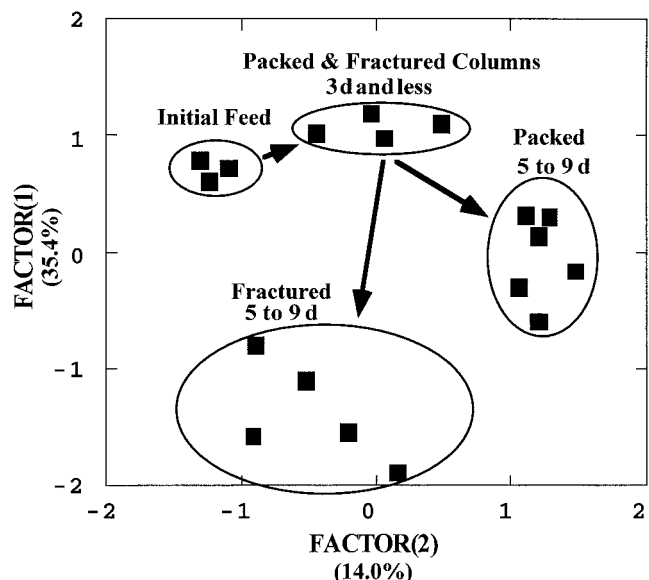 2
Packed & Fractured Columns
3d and less
Initial Feed
1
Packed
5 to 9 d
FACTOR(1)
(35.4%)
0
Fractured
5 to 9 d
-1
-2
-2
-1
0
1
2
FACTOR(2)
(14.0%)